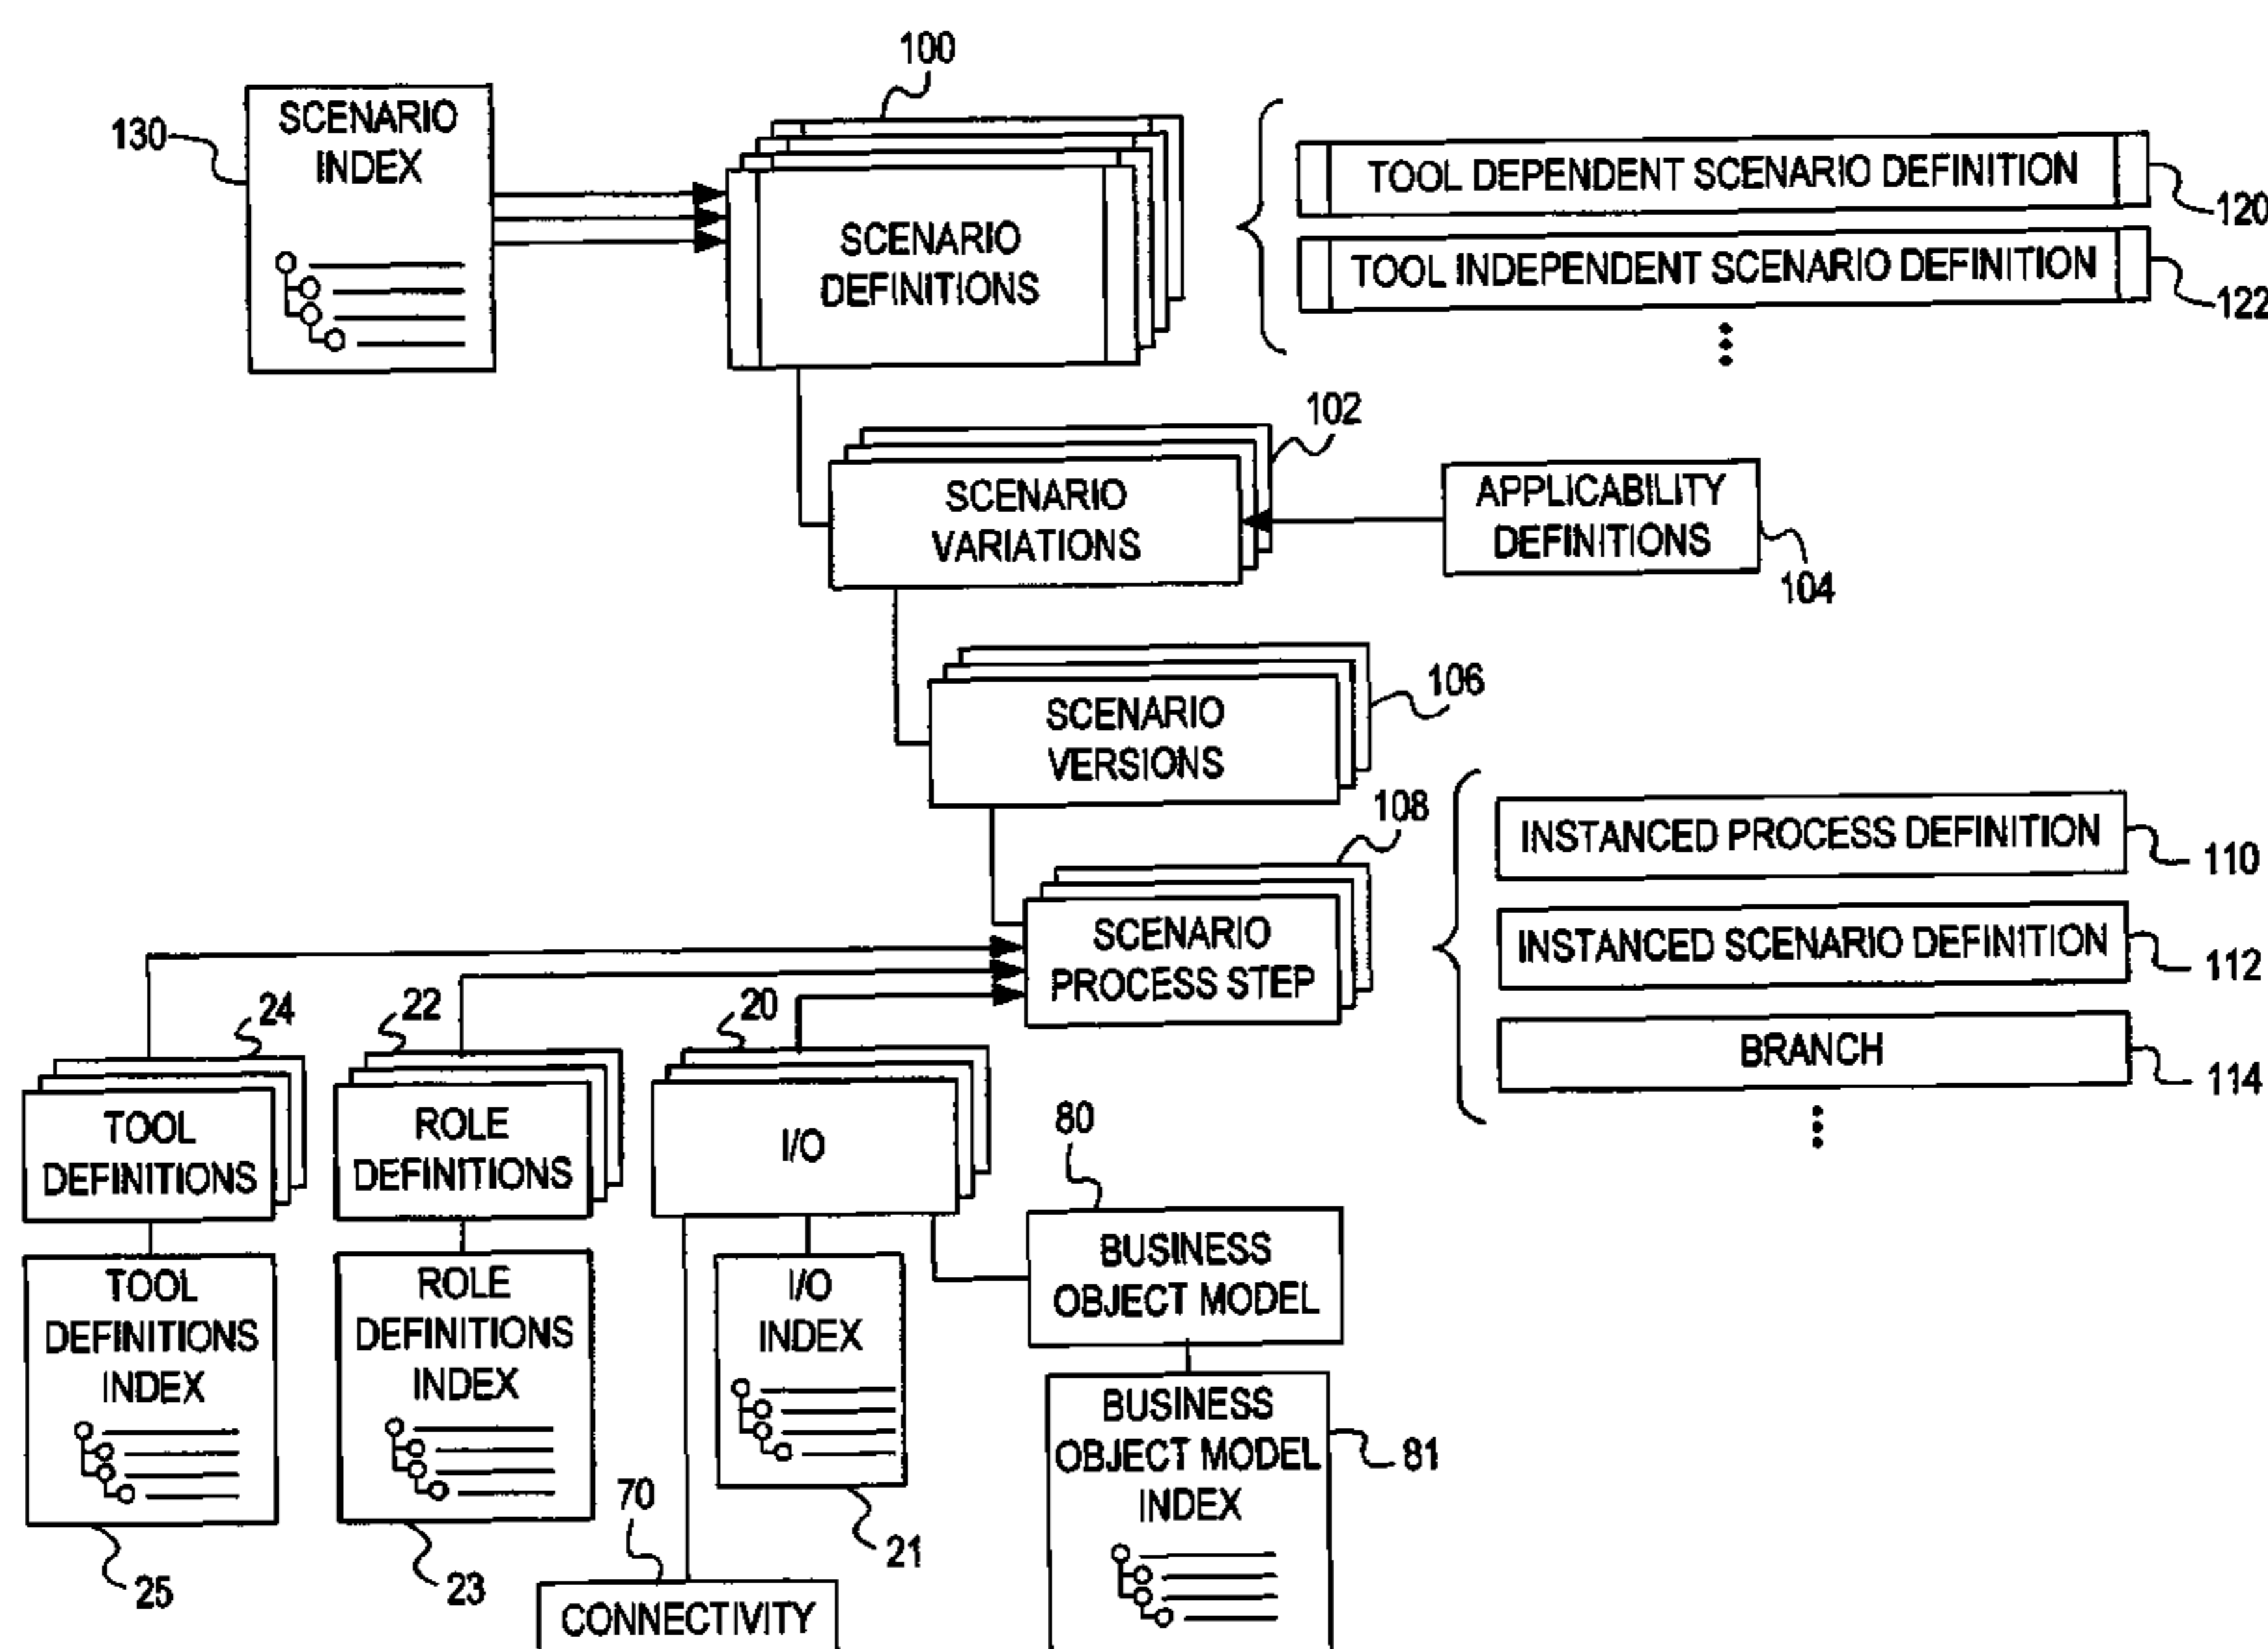 100
130
SCENARIO
INDEX
SCENARIO
DEFINITIONS
TOOL DEPENDENT SCENARIO DEFINITION
120
TOOL INDEPENDENT SCENARIO DEFINITION
122
102
SCENARIO
VARIATIONS
APPLICABILITY
DEFINITIONS
104
106
SCENARIO
VERSIONS
108
INSTANCED PROCESS DEFINITION
110
SCENARIO
PROCESS STEP
INSTANCED SCENARIO DEFINITION
112
BRANCH
114
24
22
20
TOOL
DEFINITIONS
ROLE
DEFINITIONS
I/O
80
BUSINESS
OBJECT MODEL
TOOL
DEFINITIONS
INDEX
ROLE
DEFINITIONS
INDEX
I/O
INDEX
BUSINESS
OBJECT MODEL
INDEX
81
70
21
25
23
CONNECTIVITY